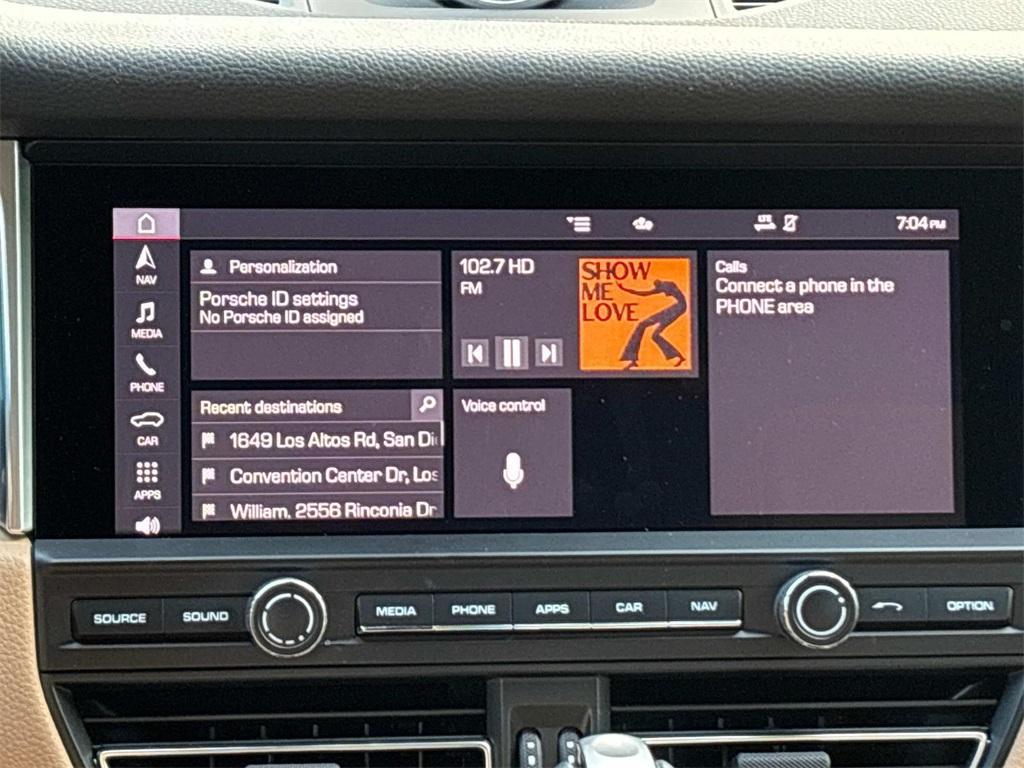 LTE
7:04 PM
NAV
MEDIA
PHONE
CAR
APPS
Personalization
Porsche ID settings
No Porsche ID assigned
102.7 HD
FM
SHOW
ME
LOVE
Calls
Connect a phone in the
PHONE area
Recent destinations
1649 Los Altos Rd, San Di
Convention Center Dr, Los
William, 2556 Rinconia Dr
Voice control
SOURCE
SOUND
MEDIA
PHONE
APPS
CAR
NAV
OPTION